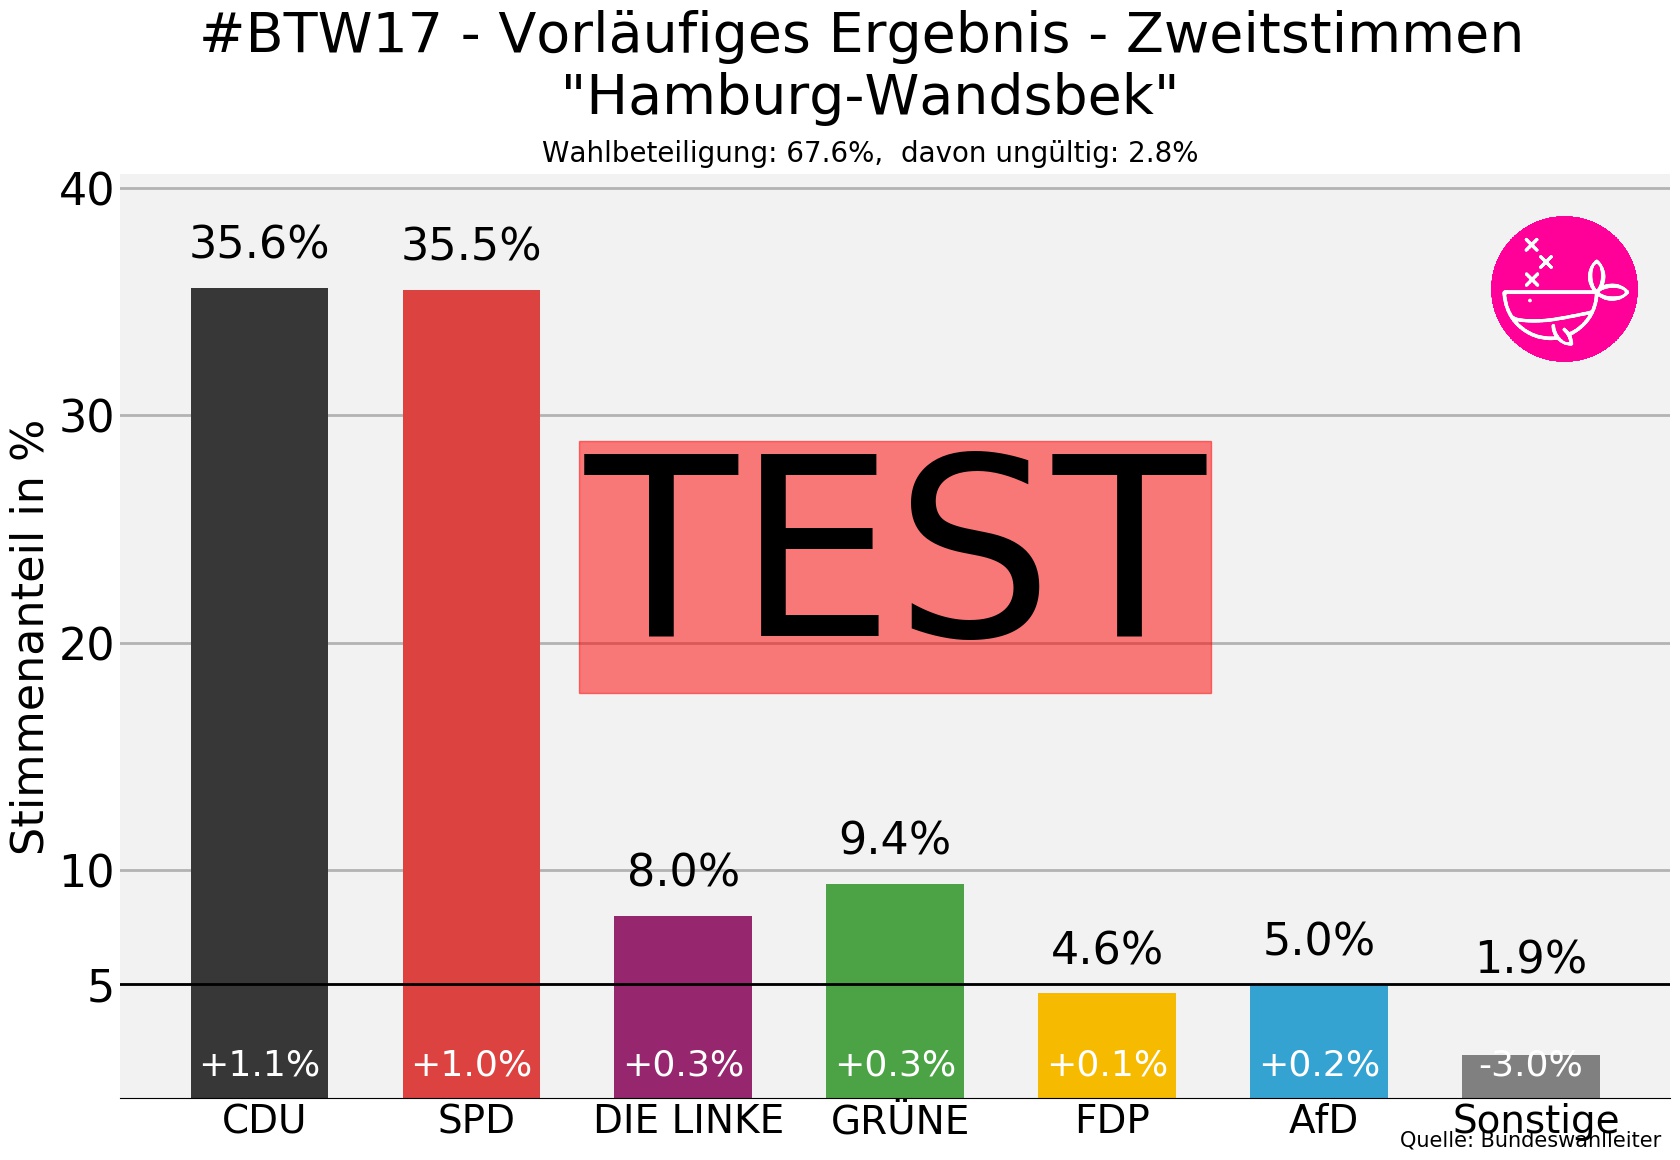 #BTW17 - Vorläufiges Ergebnis - Zweitstimmen
"Hamburg-Wandsbek"
Wahlbeteiligung: 67.6%, davon ungültig: 2.8%
Stimmenanteil in %
40
30
20
10
5
35.6%
35.5%
8.0%
9.4%
4.6%
5.0%
1.9%
TEST
+1.1%
+1.0%
+0.3%
+0.3%
+0.1%
+0.2%
-3.0%
CDU
SPD
DIE LINKE
GRÜNE
FDP
AfD
Sonstige
Quelle: Bundeswahlleiter